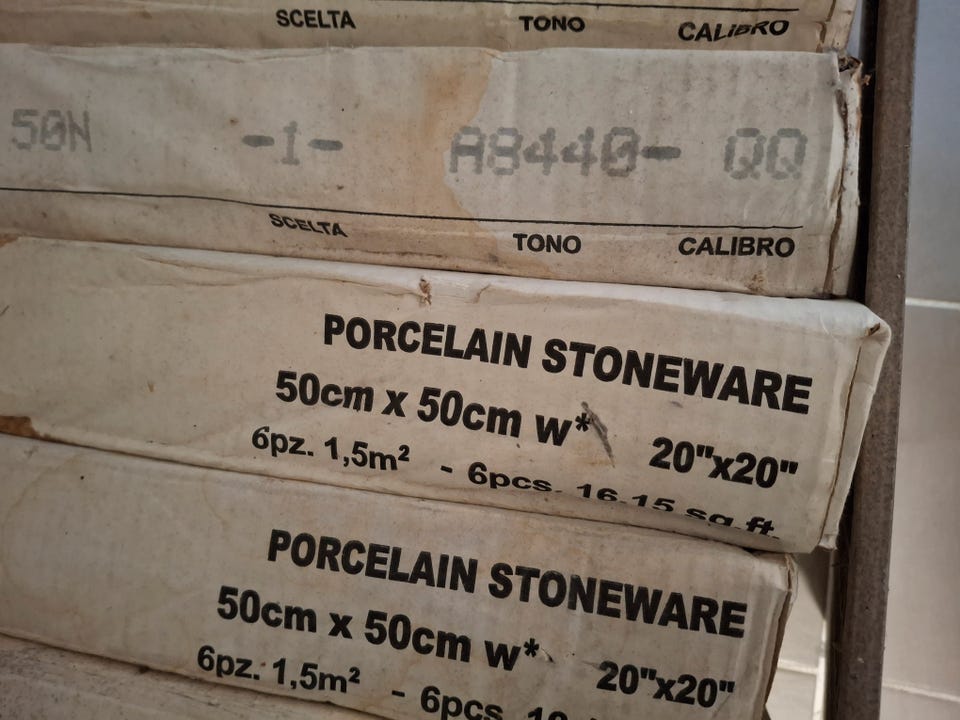 SCELTA TONO CALIBRO
50N -1- A8440- QQ
SCELTA TONO CALIBRO
PORCELAIN STONEWARE
50cm x 50cm w* 20"x20"
6pz. 1,5m² - 6pcs. 16.15 sq.ft.
PORCELAIN STONEWARE
50cm x 50cm w* 20"x20"
6pz. 1,5m² - 6pcs.